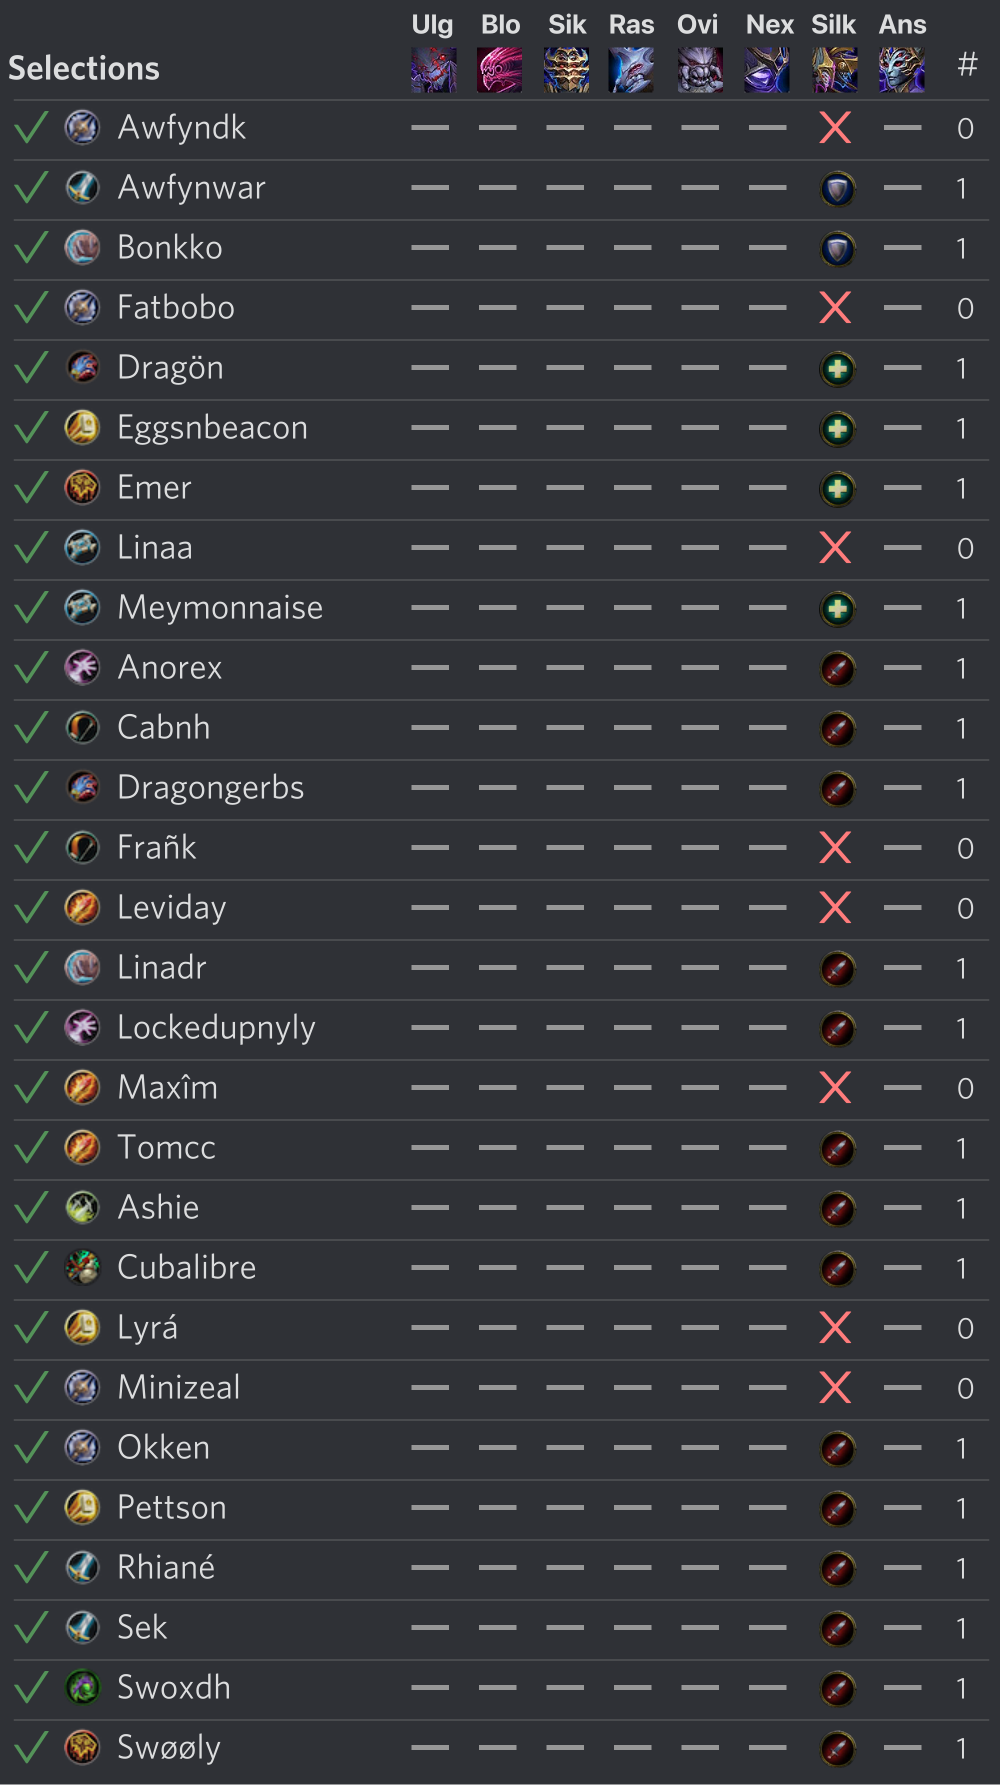 Ulg Blo Sik Ras Ovi Nex Silk Ans
Selections #
Awfyndk 0
Awfynwar 1
Bonkko 1
Fatbobo 0
Dragön 1
Eggsnbeacon 1
Emer 1
Linaa 0
Meymonnaise 1
Anorex 1
Cabnh 1
Dragongerbs 1
Frañk 0
Leviday 0
Linadr 1
Lockedupnyly 1
Maxîm 0
Tomcc 1
Ashie 1
Cubalibre 1
Lyrá 0
Minizeal 0
Okken 1
Pettson 1
Rhiané 1
Sek 1
Swoxdh 1
Swøøly 1